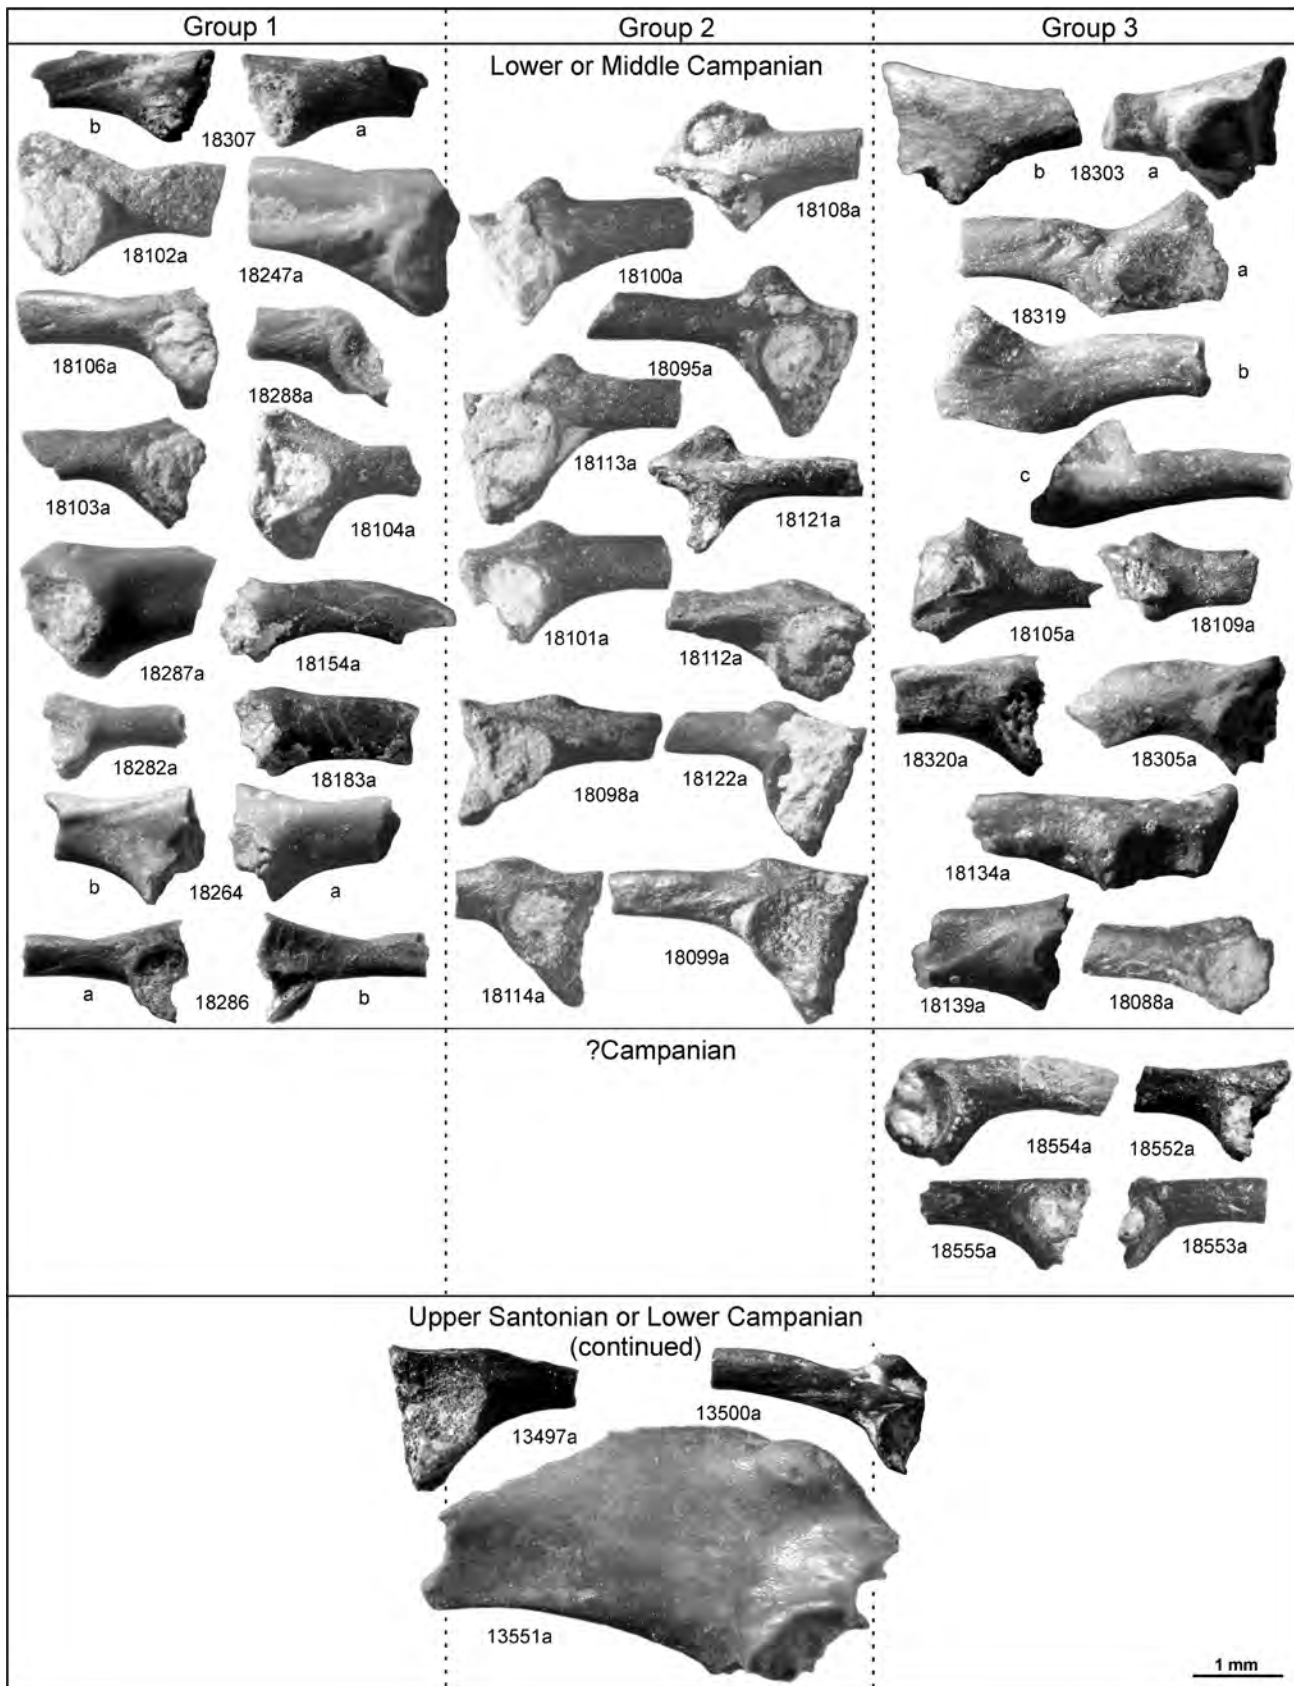 Group 1
Group 2
Group 3
Lower or Middle Campanian
b
18307
a
18102a
18247a
18106a
18288a
18103a
18104a
18287a
18154a
18282a
18183a
b
18264
a
a
18286
b
18108a
18100a
18095a
18113a
18121a
18101a
18112a
18098a
18122a
18114a
18099a
b
18303
a
a
18319
b
c
18105a
18109a
18320a
18305a
18134a
18139a
18088a
?Campanian
18554a
18552a
18555a
18553a
Upper Santonian or Lower Campanian
(continued)
13497a
13500a
13551a
1 mm